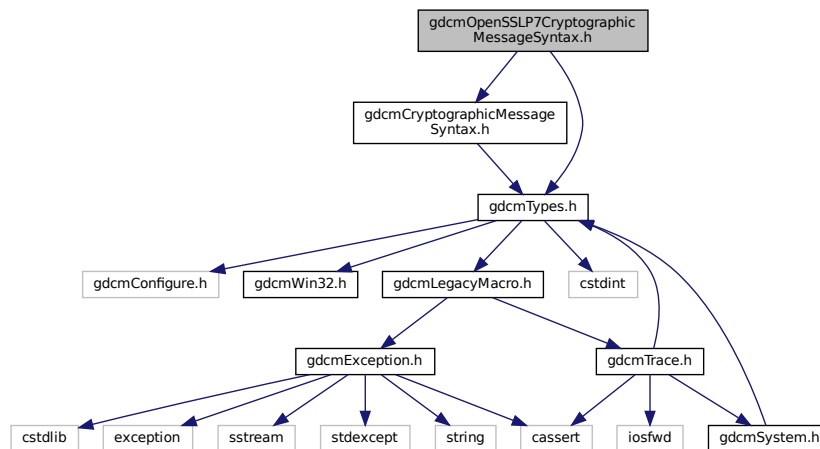 gdcmOpenSSLP7Cryptographic
MessageSyntax.h
gdcmCryptographicMessage
Syntax.h
gdcmTypes.h
gdcmConfigure.h
gdcmWin32.h
gdcmLegacyMacro.h
cstdint
gdcmException.h
gdcmTrace.h
cstdlib
exception
sstream
stdexcept
string
cassert
iosfwd
gdcmSystem.h